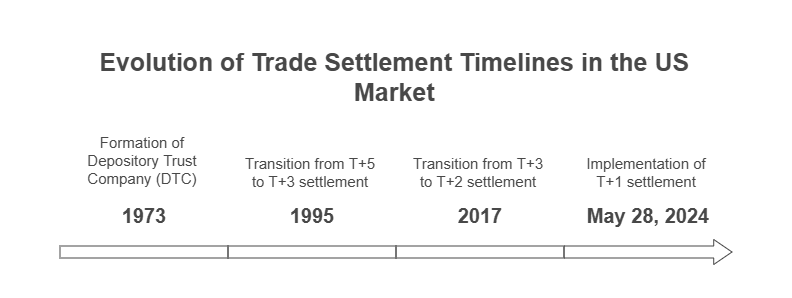 Evolution of Trade Settlement Timelines in the US
Market
Formation of
Depository Trust
Company (DTC)
1973
Transition from T+5
to T+3 settlement
1995
Transition from T+3
to T+2 settlement
2017
Implementation of
T+1 settlement
May 28, 2024